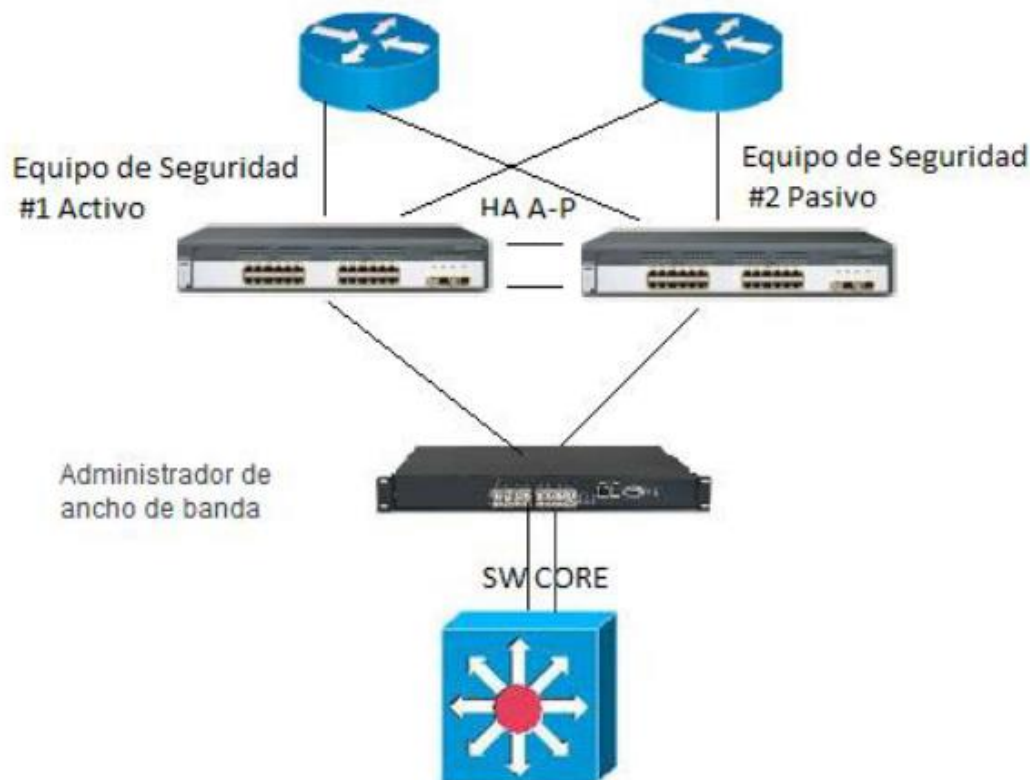 Equipo de Seguridad
#1 Activo
Equipo de Seguridad
#2 Pasivo
HA A-P
Administrador de
ancho de banda
SW CORE